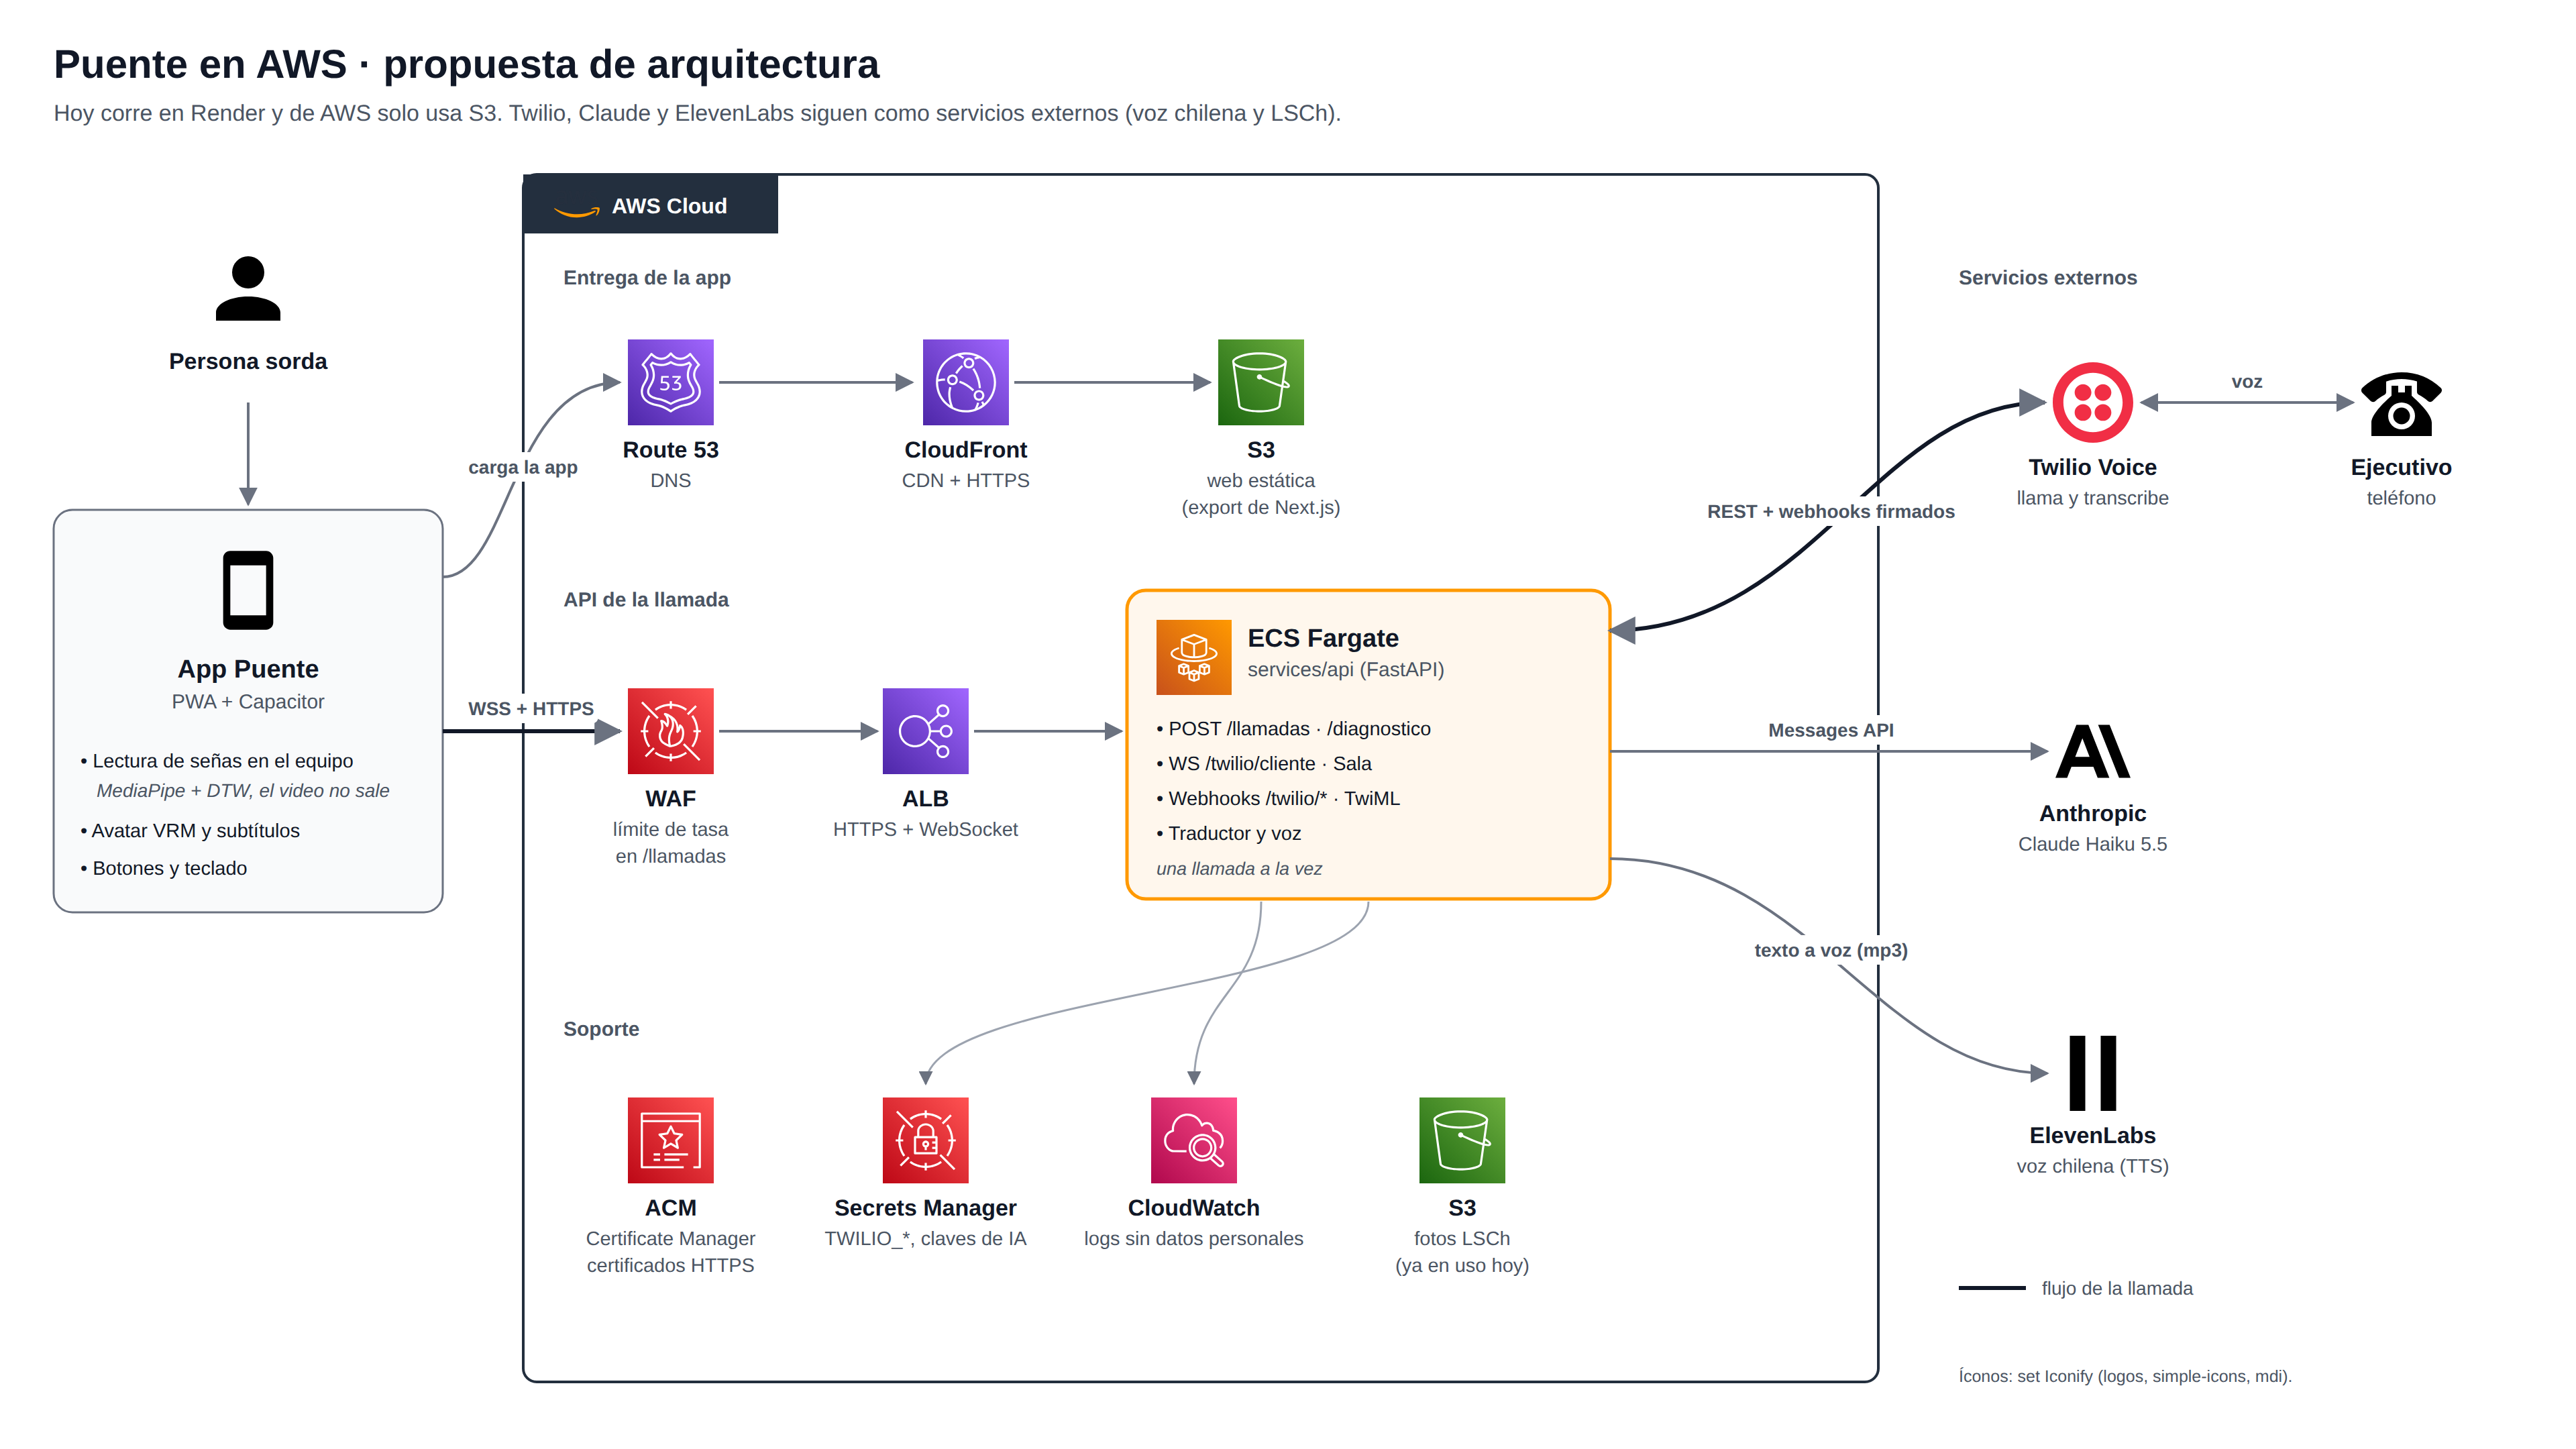 Puente en AWS · propuesta de arquitectura
Hoy corre en Render y de AWS solo usa S3. Twilio, Claude y ElevenLabs siguen como servicios externos (voz chilena y LSCh).
Persona sorda
App Puente
PWA + Capacitor
• Lectura de señas en el equipo
MediaPipe + DTW, el video no sale
• Avatar VRM y subtítulos
• Botones y teclado
carga la app
WSS + HTTPS
AWS Cloud
Entrega de la app
53
Route 53
DNS
CloudFront
CDN + HTTPS
S3
web estática
(export de Next.js)
API de la llamada
WAF
límite de tasa
en /llamadas
ALB
HTTPS + WebSocket
ECS Fargate
services/api (FastAPI)
• POST /llamadas · /diagnostico
• WS /twilio/cliente · Sala
• Webhooks /twilio/* · TwiML
• Traductor y voz
una llamada a la vez
Soporte
ACM
Certificate Manager
certificados HTTPS
Secrets Manager
TWILIO_*, claves de IA
CloudWatch
logs sin datos personales
S3
fotos LSCh
(ya en uso hoy)
REST + webhooks firmados
Messages API
texto a voz (mp3)
Servicios externos
Twilio Voice
llama y transcribe
voz
Ejecutivo
teléfono
Anthropic
Claude Haiku 5.5
ElevenLabs
voz chilena (TTS)
flujo de la llamada
Íconos: set Iconify (logos, simple-icons, mdi).